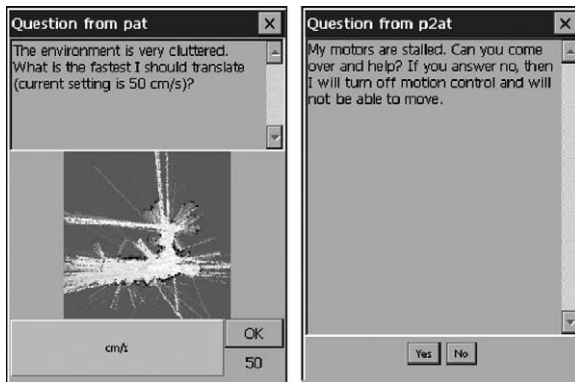 Question from pat
The environment is very cluttered.
What is the fastest I should translate
(current setting is 50 cm/s)?
cm/s
OK
50
Question from p2at
My motors are stalled. Can you come
over and help? If you answer no, then
I will turn off motion control and will
not be able to move.
Yes No